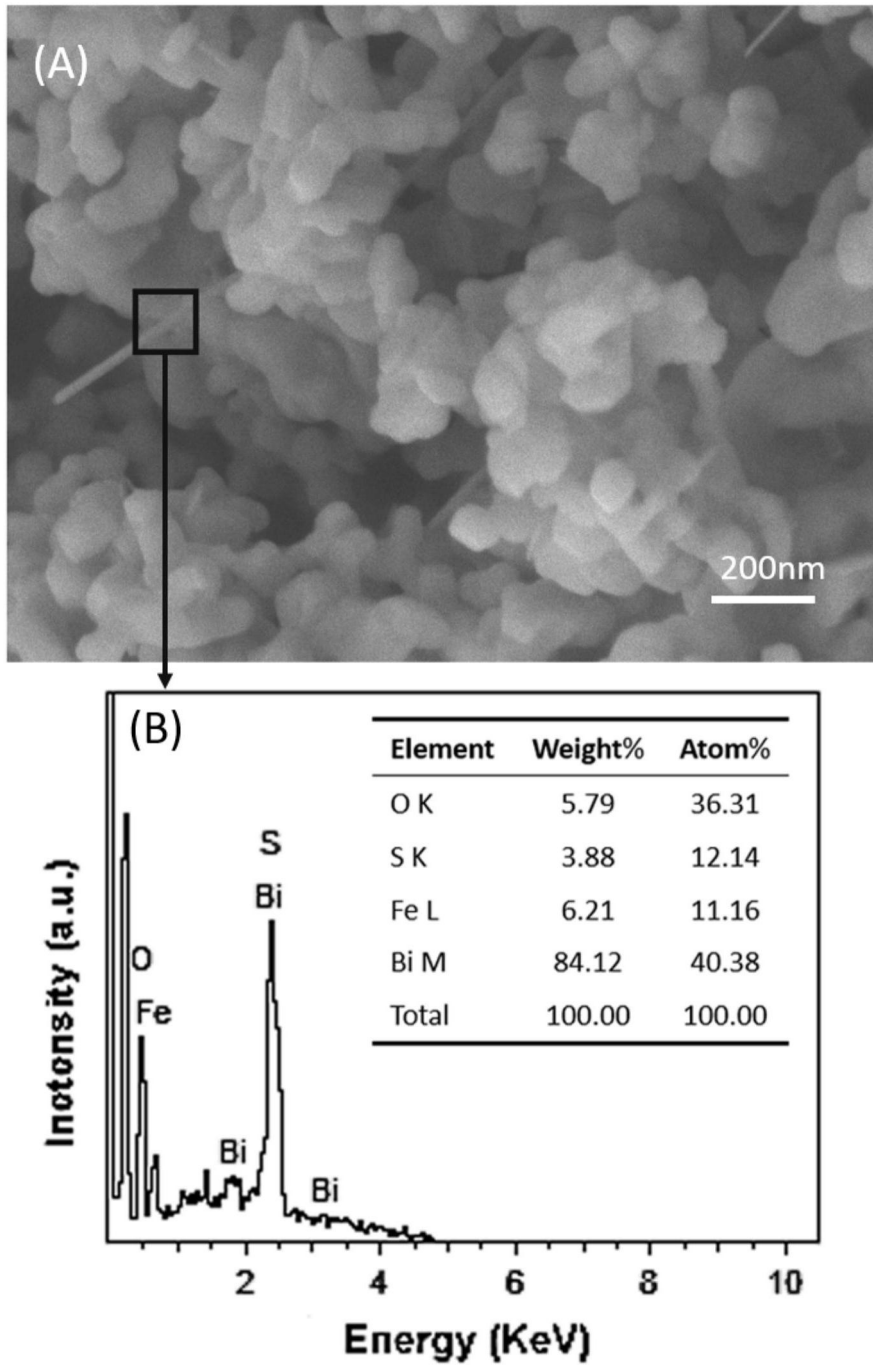 (A)
200nm
(B)
Element Weight% Atom%
O K 5.79 36.31
S K 3.88 12.14
Fe L 6.21 11.16
Bi M 84.12 40.38
Total 100.00 100.00
S
Bi
O
Fe
Bi
Bi
Inotonsity (a.u.)
2 4 6 8 10
Energy (KeV)